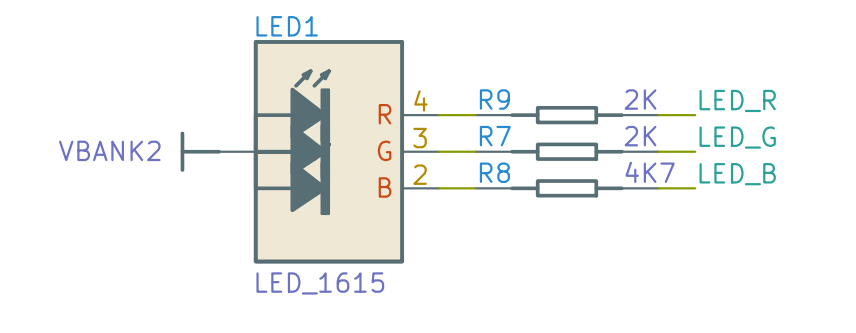 LED1
4 R9 2K LED_R
R
3 R7 2K LED_G
VBANK2 G
2 R8 4K7 LED_B
B
LED_1615